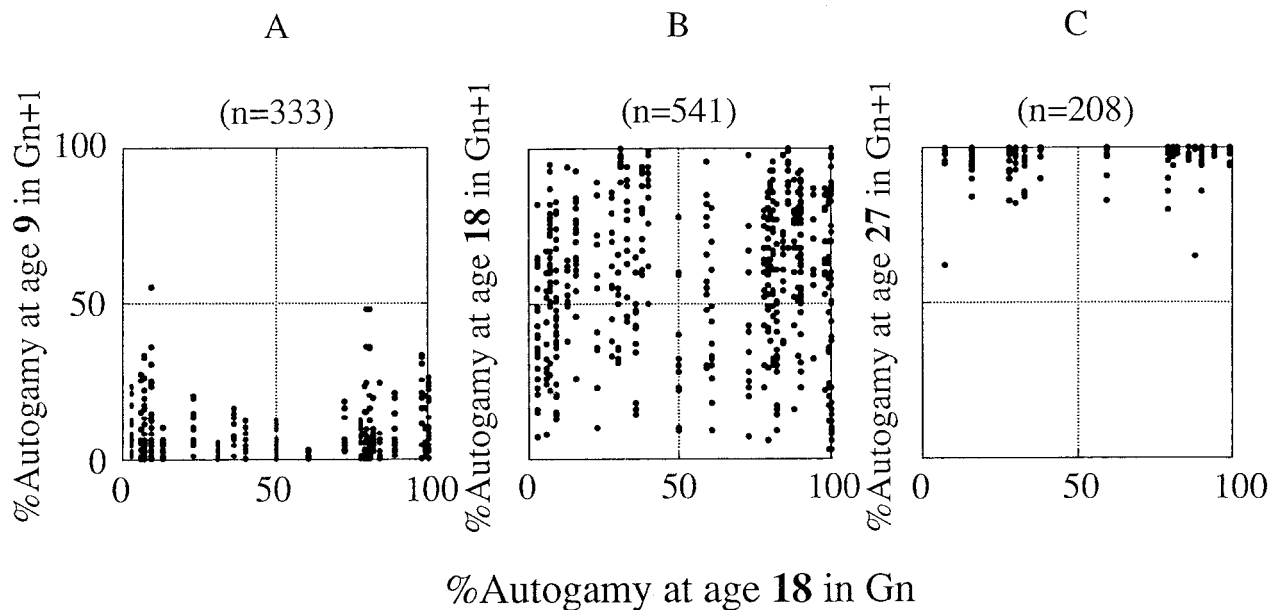 A
B
C
(n=333)
(n=541)
(n=208)
%Autogamy at age 9 in Gn+1
100
50
0
0
50
100
%Autogamy at age 18 in Gn+1
0
50
100
%Autogamy at age 27 in Gn+1
0
50
100
%Autogamy at age 18 in Gn